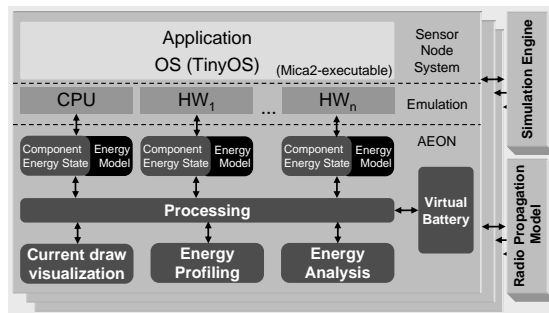 Application
OS (TinyOS)
(Mica2-executable)
Sensor
Node
System
CPU
HW1
...
HWn
Emulation
AEON
Component
Energy State
Energy
Model
Component
Energy State
Energy
Model
Component
Energy State
Energy
Model
Processing
Virtual
Battery
Current draw
visualization
Energy
Profiling
Energy
Analysis
Simulation Engine
Radio Propagation
Model